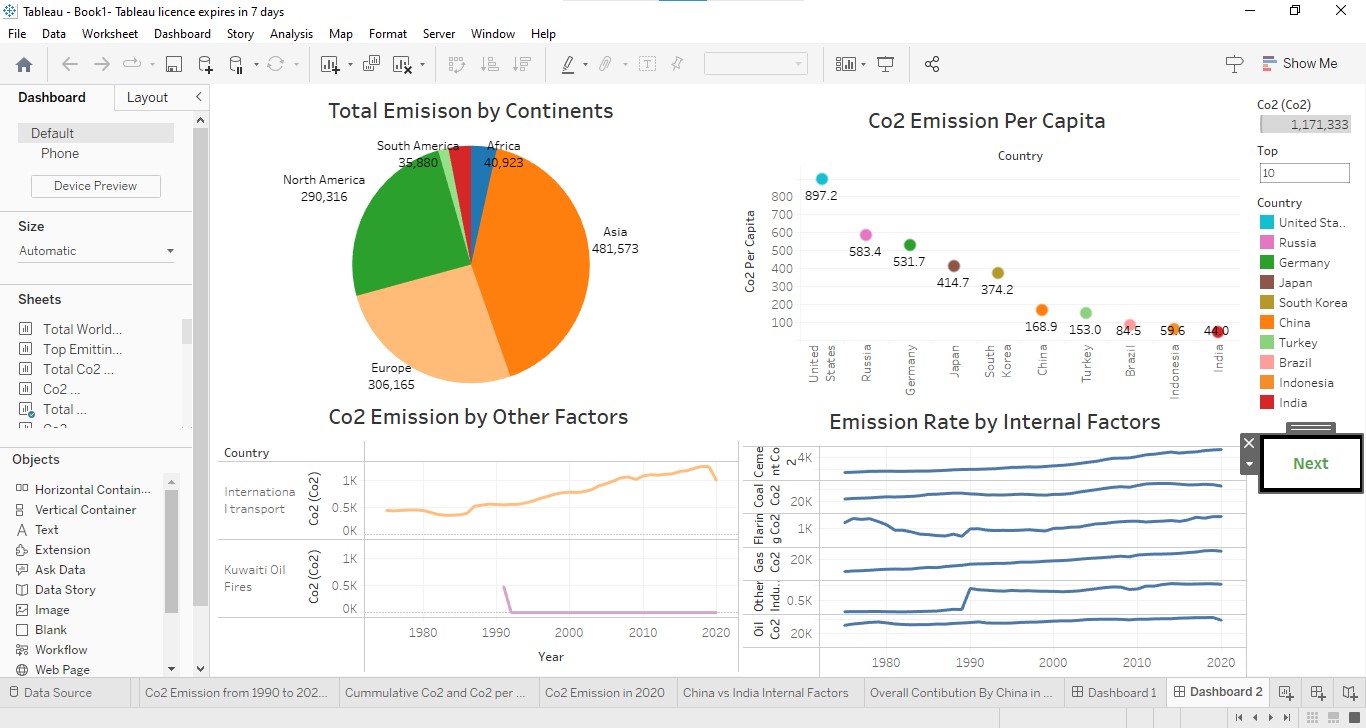 Tableau - Book1- Tableau licence expires in 7 days
File Data Worksheet Dashboard Story Analysis Map Format Server Window Help
Show Me
Dashboard Layout
Default
Phone
Device Preview
Size
Automatic
Sheets
Total World...
Top Emittin...
Total Co2 ...
Co2 ...
Total ...
Co2
Objects
Horizontal Contain...
Vertical Container
Text
Extension
Ask Data
Data Story
Image
Blank
Workflow
Web Page
Total Emisison by Continents
South America
35,880
Africa
40,923
North America
290,316
Asia
481,573
Europe
306,165
Co2 Emission Per Capita
Country
Co2 Per Capita
800
700
600
500
400
300
200
100
897.2
583.4
531.7
414.7
374.2
168.9
153.0
84.5
59.6
44.0
United
States
Russia
Germany
Japan
South
Korea
China
Turkey
Brazil
Indonesia
India
Co2 (Co2)
1,171,333
Top
10
Country
United Sta..
Russia
Germany
Japan
South Korea
China
Turkey
Brazil
Indonesia
India
Next
Co2 Emission by Other Factors
Country
Internationa
l transport
Co2 (Co2)
1K
0.5K
0K
Kuwaiti Oil
Fires
Co2 (Co2)
1K
0.5K
0K
1980 1990 2000 2010 2020
Year
Emission Rate by Internal Factors
Ceme
nt Co
2
4K
Coal
Co2
20K
Flarin
g Co2
1K
Gas
Co2
20K
Other
Indu..
0.5K
Oil
Co2
20K
1980 1990 2000 2010 2020
Data Source Co2 Emission from 1990 to 202... Cummulative Co2 and Co2 per ... Co2 Emission in 2020 China vs India Internal Factors Overall Contibution By China in ... Dashboard 1 Dashboard 2